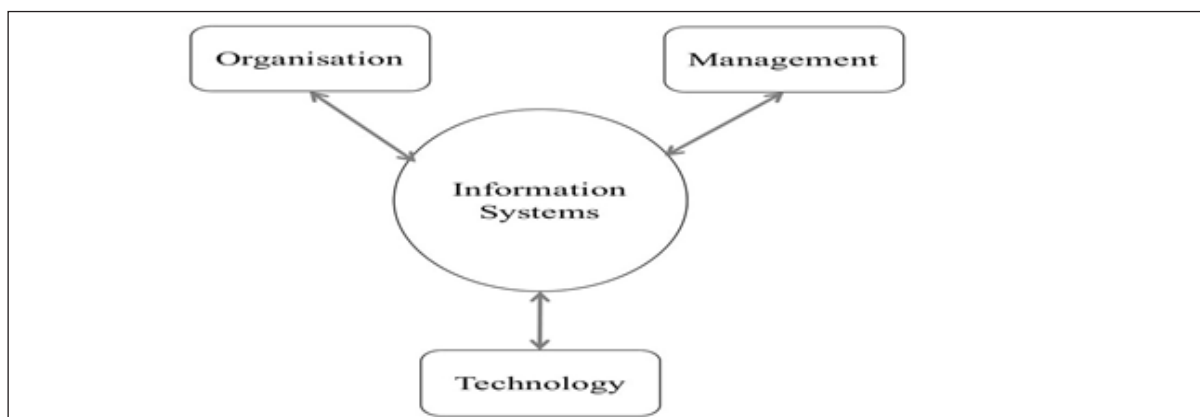 Organisation
Management
Information
Systems
Technology